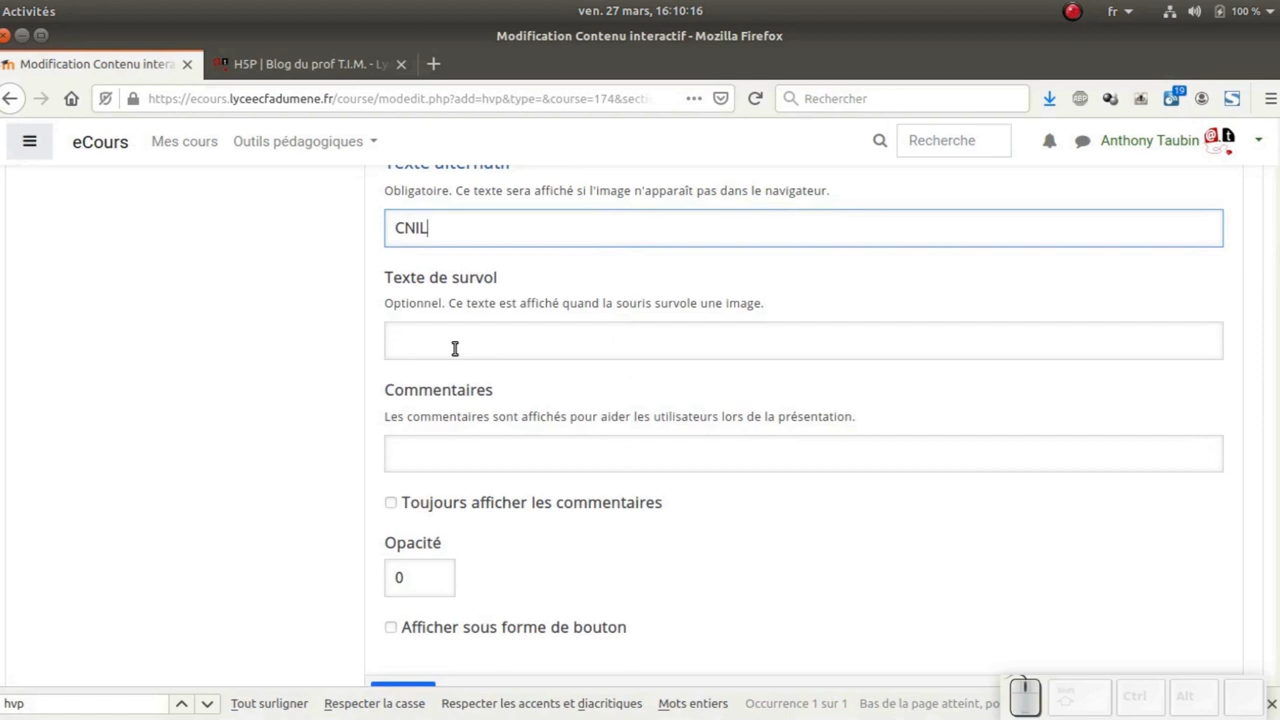 Activités
ven. 27 mars, 16:10:16
fr
100 %
Modification Contenu interactif - Mozilla Firefox
Modification Contenu intera
H5P | Blog du prof T.I.M. - Ly
https://ecours.lyceecfadumene.fr/course/modedit.php?add=hvp&type=&course=174&secti
Rechercher
ABP
19
eCours
Mes cours
Outils pédagogiques
Recherche
Anthony Taubin
Texte alternatif
Obligatoire. Ce texte sera affiché si l'image n'apparaît pas dans le navigateur.
CNIL
Texte de survol
Optionnel. Ce texte est affiché quand la souris survole une image.
Commentaires
Les commentaires sont affichés pour aider les utilisateurs lors de la présentation.
Toujours afficher les commentaires
Opacité
0
Afficher sous forme de bouton
hvp
Tout surligner
Respecter la casse
Respecter les accents et diacritiques
Mots entiers
Occurrence 1 sur 1
Bas de la page atteint, po
Ctrl
Alt